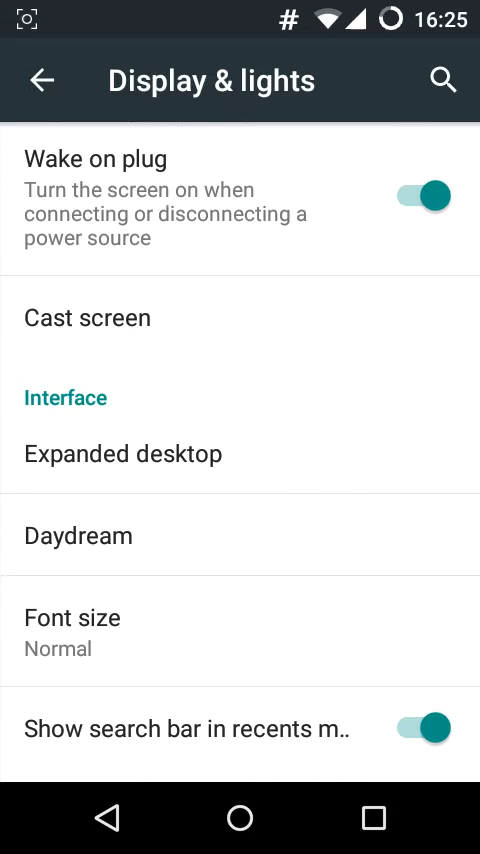 # 16:25
Display & lights
Wake on plug
Turn the screen on when
connecting or disconnecting a
power source
Cast screen
Interface
Expanded desktop
Daydream
Font size
Normal
Show search bar in recents m..